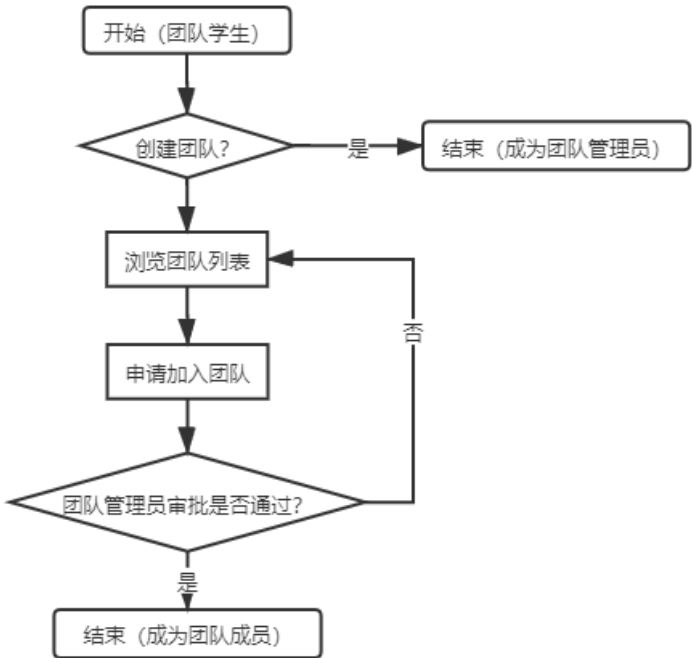 开始（团队学生）
创建团队？
是
结束（成为团队管理员）
浏览团队列表
否
申请加入团队
团队管理员审批是否通过？
是
结束（成为团队成员）